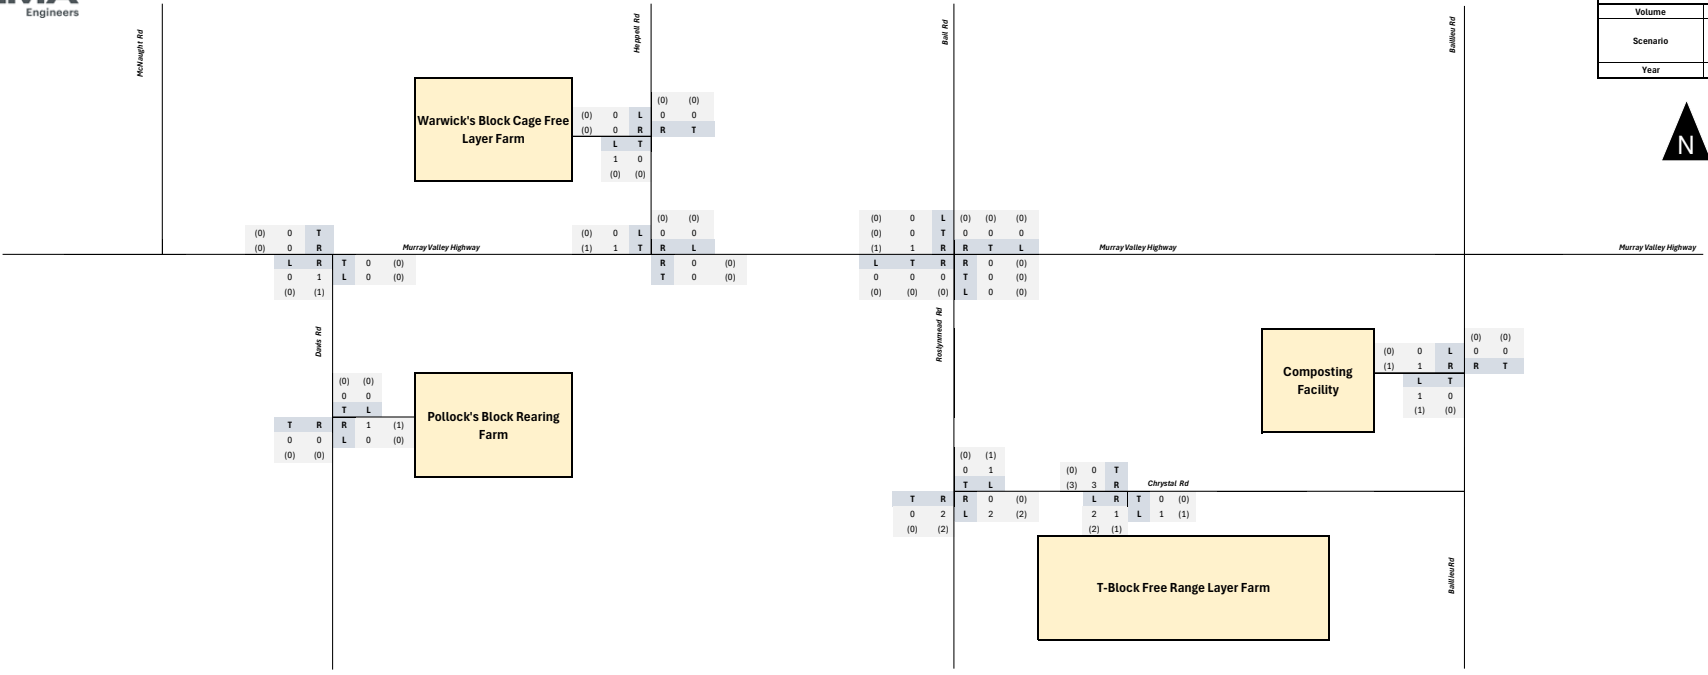 Engineers
Volume
Scenario
Year
N
McNaught Rd
Heppell Rd
Ball Rd
Baillieu Rd
Warwick's Block Cage Free
Layer Farm
(0) 0 L
(0) 0 R
(0) (0)
0 0
R T
L T
1 0
(0) (0)
(0) 0 T
(0) 0 R
Murray Valley Highway
L R
0 1
(0) (1)
T 0 (0)
L 0 (0)
(0) 0 L
(1) 1 T
(0) (0)
0 0
R L
R 0 (0)
T 0 (0)
(0) 0 L
(0) 0 T
(1) 1 R
(0) (0) (0)
0 0 0
R T L
Murray Valley Highway
Murray Valley Highway
L T R
0 0 0
(0) (0) (0)
R 0 (0)
T 0 (0)
L 0 (0)
Davis Rd
Roslynmead Rd
(0) (0)
0 0
T L
T R
0 0
(0) (0)
R 1 (1)
L 0 (0)
Pollock's Block Rearing
Farm
Composting
Facility
(0) 0 L
(1) 1 R
(0) (0)
0 0
R T
L T
1 0
(1) (0)
(0) (1)
0 1
T L
T R
0 2
(0) (2)
R 0 (0)
L 2 (2)
(0) 0 T
(3) 3 R
Chrystal Rd
L R
2 1
(2) (1)
T 0 (0)
L 1 (1)
T-Block Free Range Layer Farm
Baillieu Rd